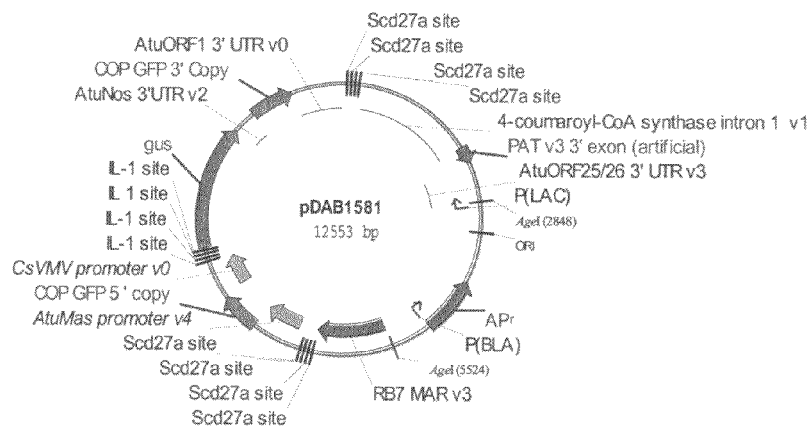 Scd27a site
Scd27a site
Scd27a site
Scd27a site
AtuORF1 3' UTR v0
COP GFP 3' Copy
AtuNos 3'UTR v2
4-coumaroyl-CoA synthase intron 1 v1
PAT v3 3' exon (artificial)
AtuORF25/26 3' UTR v3
gus
IL-1 site
IL 1 site
IL-1 site
IL-1 site
pDAB1581
12553 bp
P(LAC)
AgeI (2848)
ORI
CsVMV promoter v0
COP GFP 5' copy
AtuMas promoter v4
APr
P(BLA)
AgeI (5524)
RB7 MAR v3
Scd27a site
Scd27a site
Scd27a site
Scd27a site